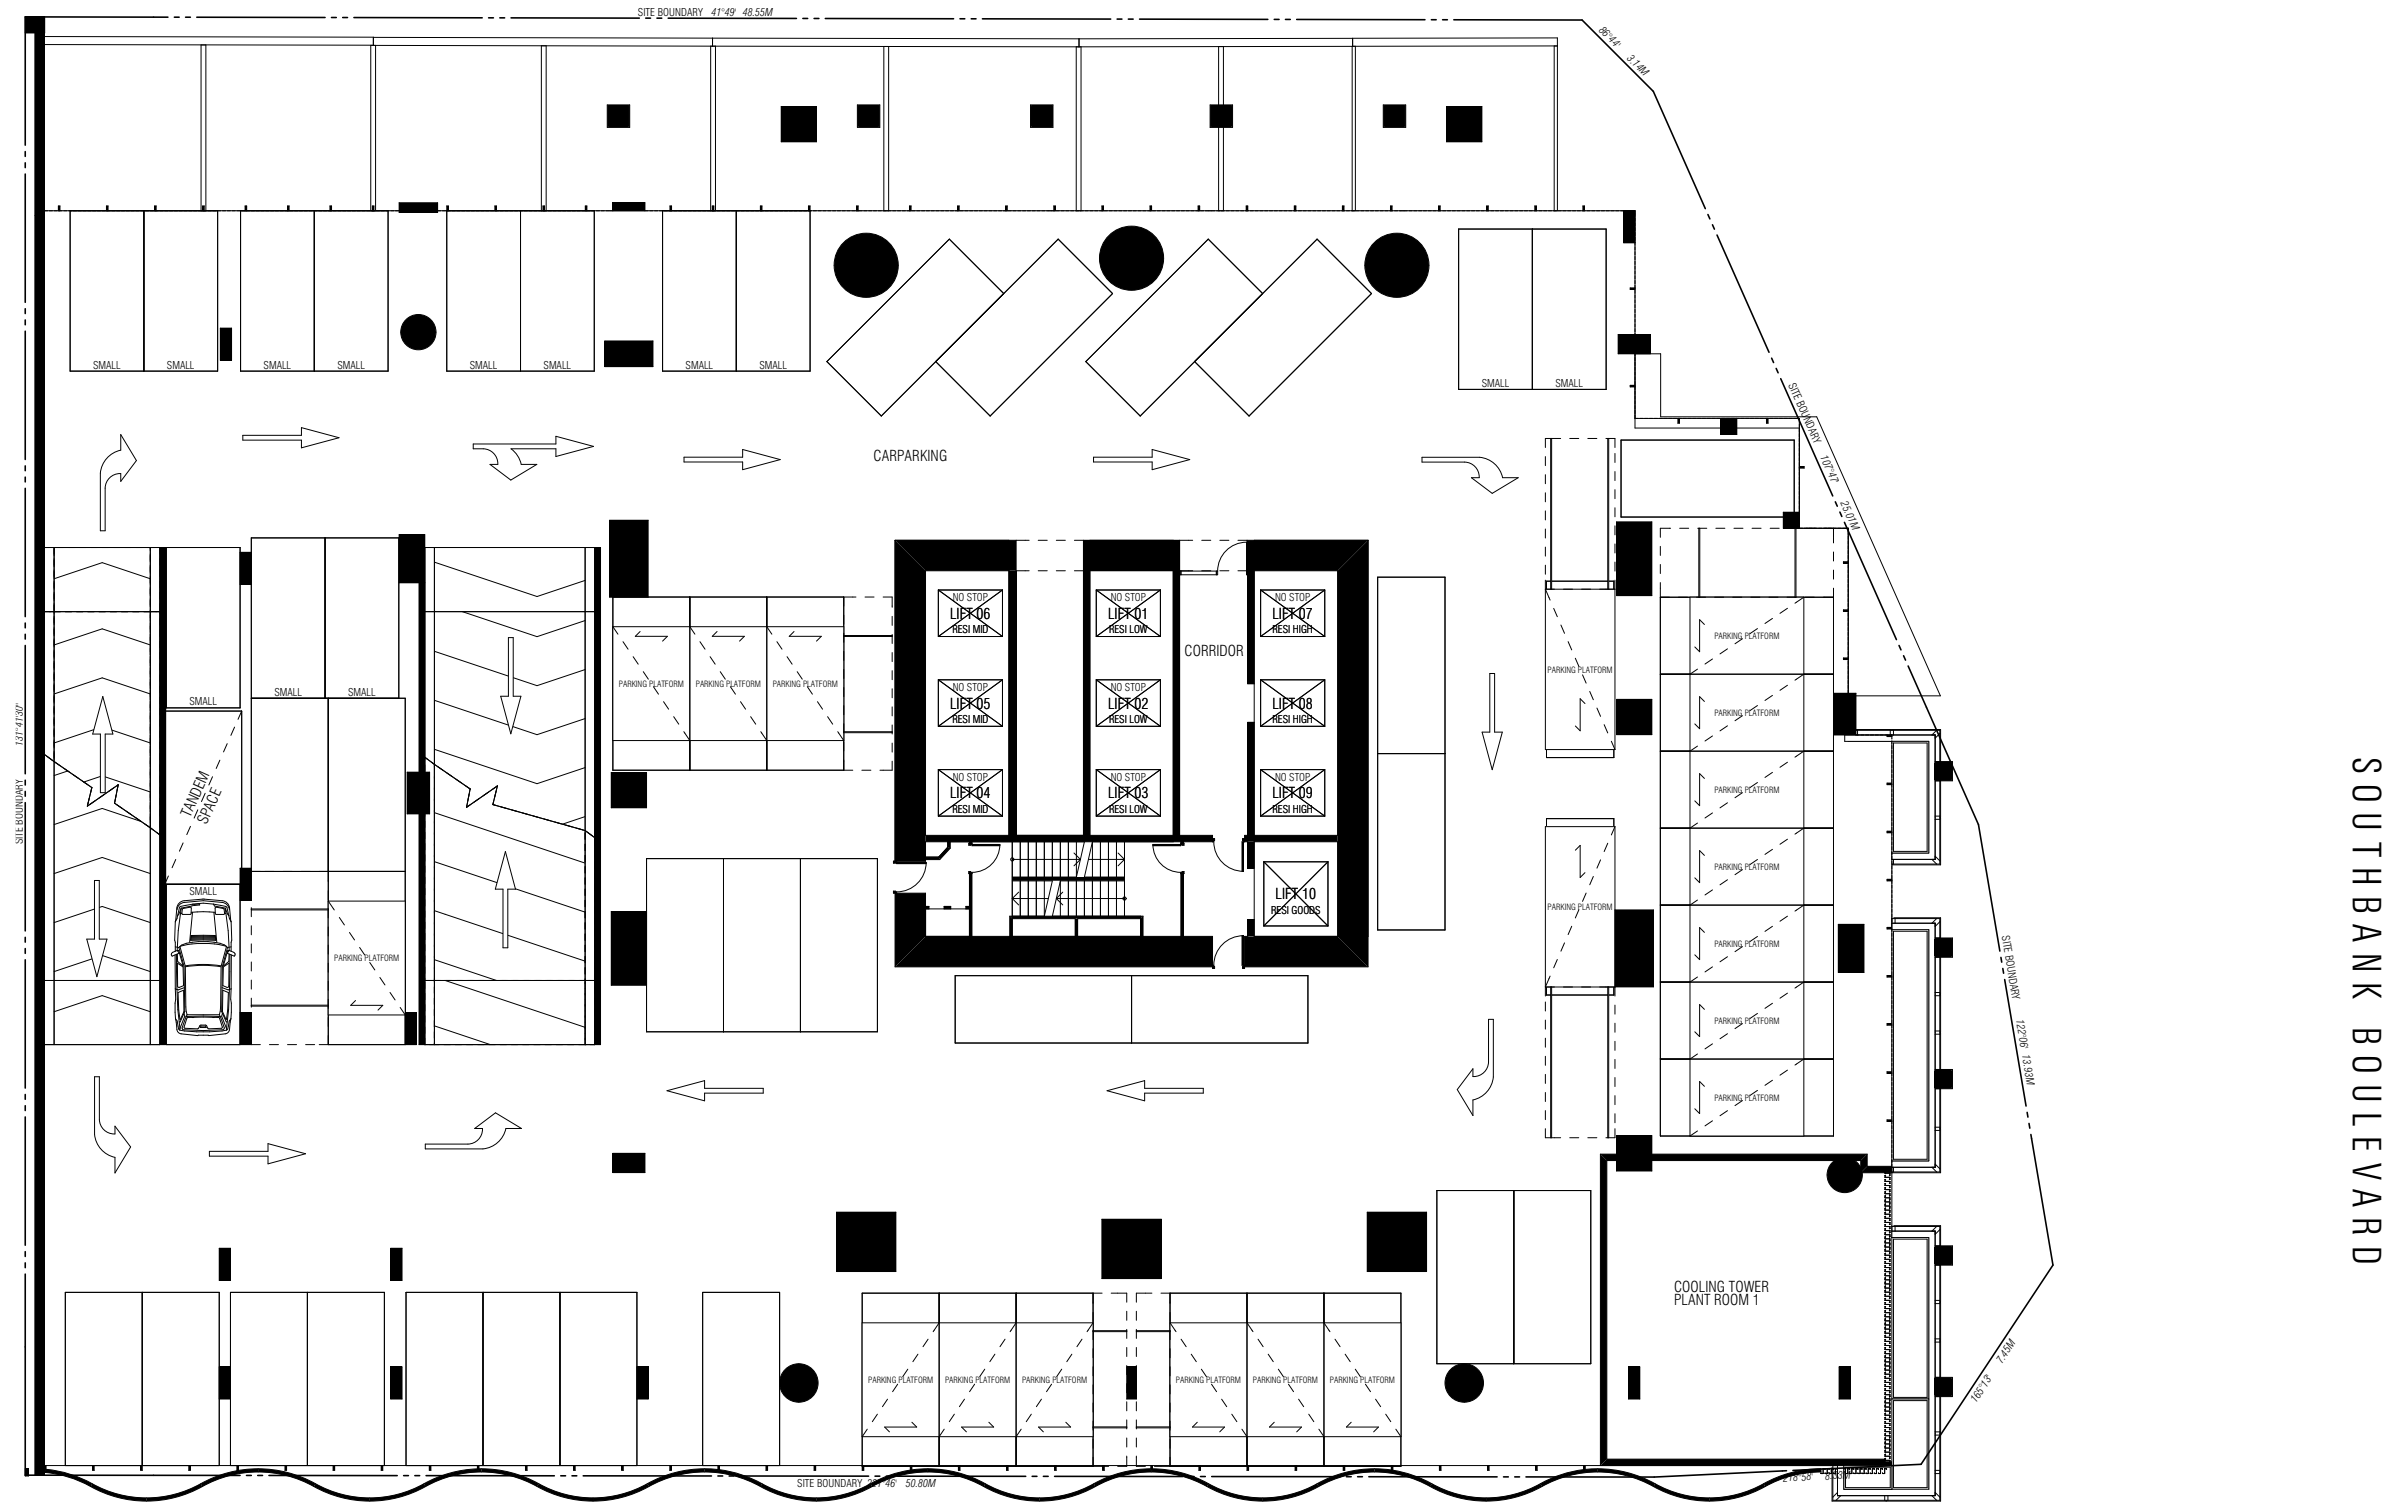 SITE BOUNDARY 41°49' 48.55M
86°44' 3.14M
SMALL SMALL SMALL SMALL SMALL SMALL SMALL SMALL
SMALL SMALL
SITE BOUNDARY 107°47' 25.01M
CARPARKING
NO STOP
LIFT 06
RESI MID
NO STOP
LIFT 01
RESI LOW
NO STOP
LIFT 07
RESI HIGH
CORRIDOR
PARKING PLATFORM
PARKING PLATFORM
PARKING PLATFORM
PARKING PLATFORM
PARKING PLATFORM
SMALL SMALL
SMALL
NO STOP
LIFT 05
RESI MID
NO STOP
LIFT 02
RESI LOW
NO STOP
LIFT 08
RESI HIGH
PARKING PLATFORM
SITE BOUNDARY 131°41'30"
TANDEM
SPACE
NO STOP
LIFT 04
RESI MID
NO STOP
LIFT 03
RESI LOW
NO STOP
LIFT 09
RESI HIGH
PARKING PLATFORM
PARKING PLATFORM
SMALL
LIFT 10
RESI GOODS
PARKING PLATFORM
PARKING PLATFORM
PARKING PLATFORM
PARKING PLATFORM
PARKING PLATFORM
SITE BOUNDARY 122°06' 13.93M
SOUTHBANK BOULEVARD
COOLING TOWER
PLANT ROOM 1
PARKING PLATFORM
PARKING PLATFORM
PARKING PLATFORM
PARKING PLATFORM
PARKING PLATFORM
PARKING PLATFORM
165°13' 7.45M
SITE BOUNDARY 46' 50.80M
218°58'